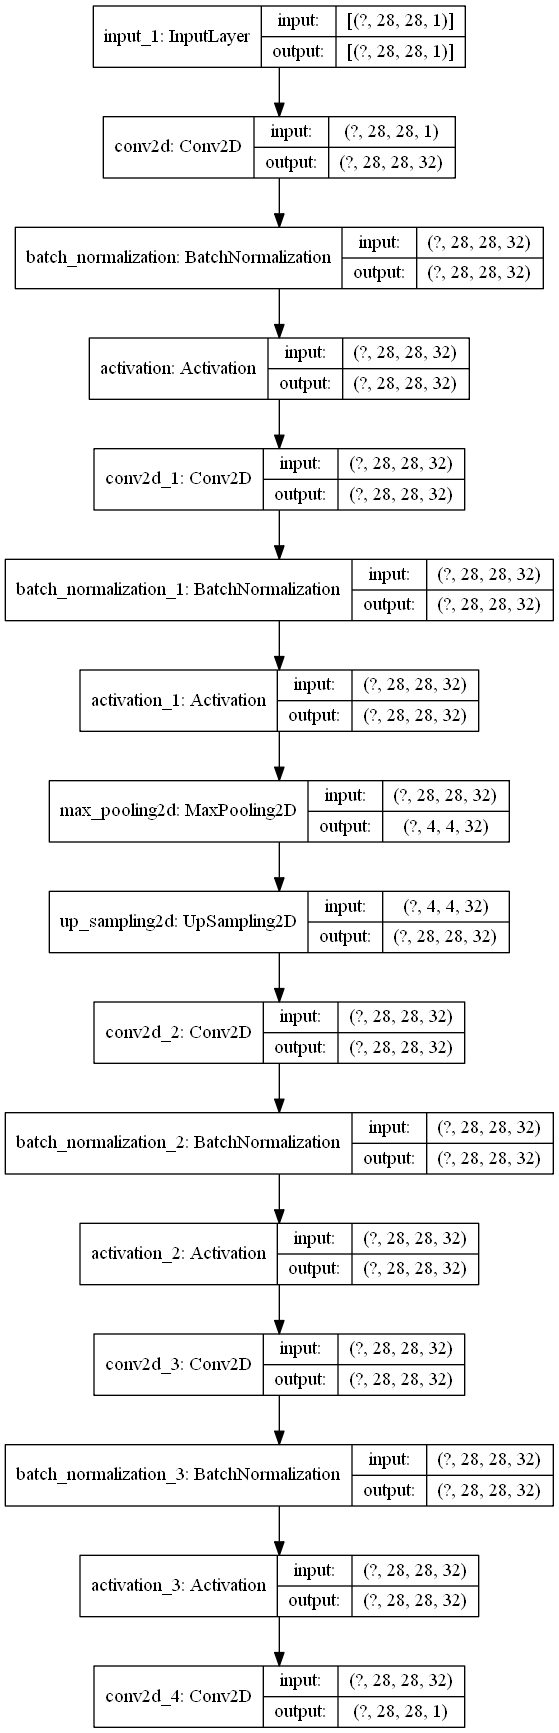 input_1: InputLayer
input: [(?, 28, 28, 1)]
output: [(?, 28, 28, 1)]
conv2d: Conv2D
input: (?, 28, 28, 1)
output: (?, 28, 28, 32)
batch_normalization: BatchNormalization
input: (?, 28, 28, 32)
output: (?, 28, 28, 32)
activation: Activation
input: (?, 28, 28, 32)
output: (?, 28, 28, 32)
conv2d_1: Conv2D
input: (?, 28, 28, 32)
output: (?, 28, 28, 32)
batch_normalization_1: BatchNormalization
input: (?, 28, 28, 32)
output: (?, 28, 28, 32)
activation_1: Activation
input: (?, 28, 28, 32)
output: (?, 28, 28, 32)
max_pooling2d: MaxPooling2D
input: (?, 28, 28, 32)
output: (?, 4, 4, 32)
up_sampling2d: UpSampling2D
input: (?, 4, 4, 32)
output: (?, 28, 28, 32)
conv2d_2: Conv2D
input: (?, 28, 28, 32)
output: (?, 28, 28, 32)
batch_normalization_2: BatchNormalization
input: (?, 28, 28, 32)
output: (?, 28, 28, 32)
activation_2: Activation
input: (?, 28, 28, 32)
output: (?, 28, 28, 32)
conv2d_3: Conv2D
input: (?, 28, 28, 32)
output: (?, 28, 28, 32)
batch_normalization_3: BatchNormalization
input: (?, 28, 28, 32)
output: (?, 28, 28, 32)
activation_3: Activation
input: (?, 28, 28, 32)
output: (?, 28, 28, 32)
conv2d_4: Conv2D
input: (?, 28, 28, 32)
output: (?, 28, 28, 1)